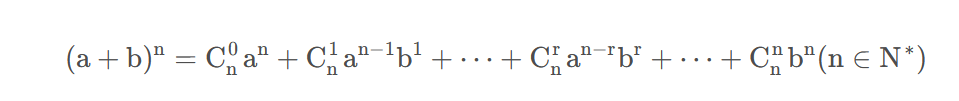 (a + b)ⁿ = C⁰ₙaⁿ + C¹ₙaⁿ⁻¹b¹ + ⋯ + Cʳₙaⁿ⁻ʳbʳ + ⋯ + Cⁿₙbⁿ(n ∈ N*)